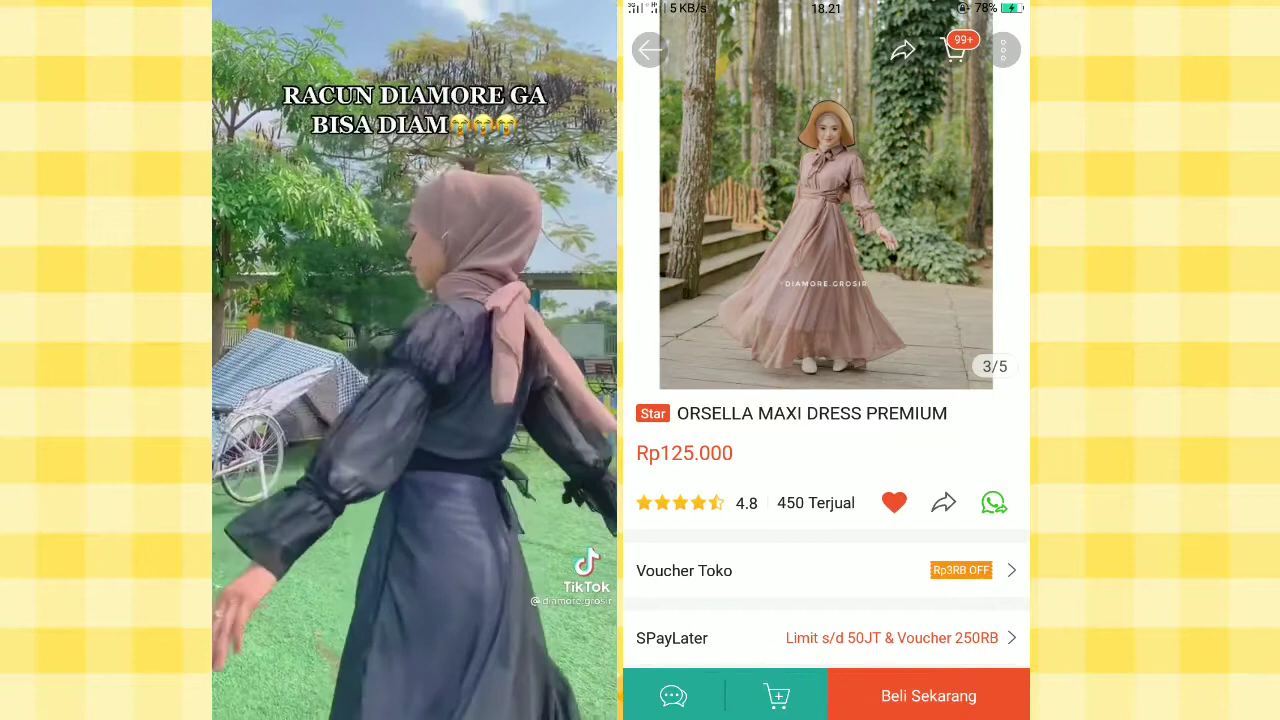 RACUN DIAMORE GA
BISA DIAM😭😭😭
TikTok
@diamore.grosir
5 KB/s
18.21
78%
99+
DIAMORE.GROSIR
3/5
Star ORSELLA MAXI DRESS PREMIUM
Rp125.000
4.8 450 Terjual
Voucher Toko Rp3RB OFF
SPayLater Limit s/d 50JT & Voucher 250RB
Beli Sekarang